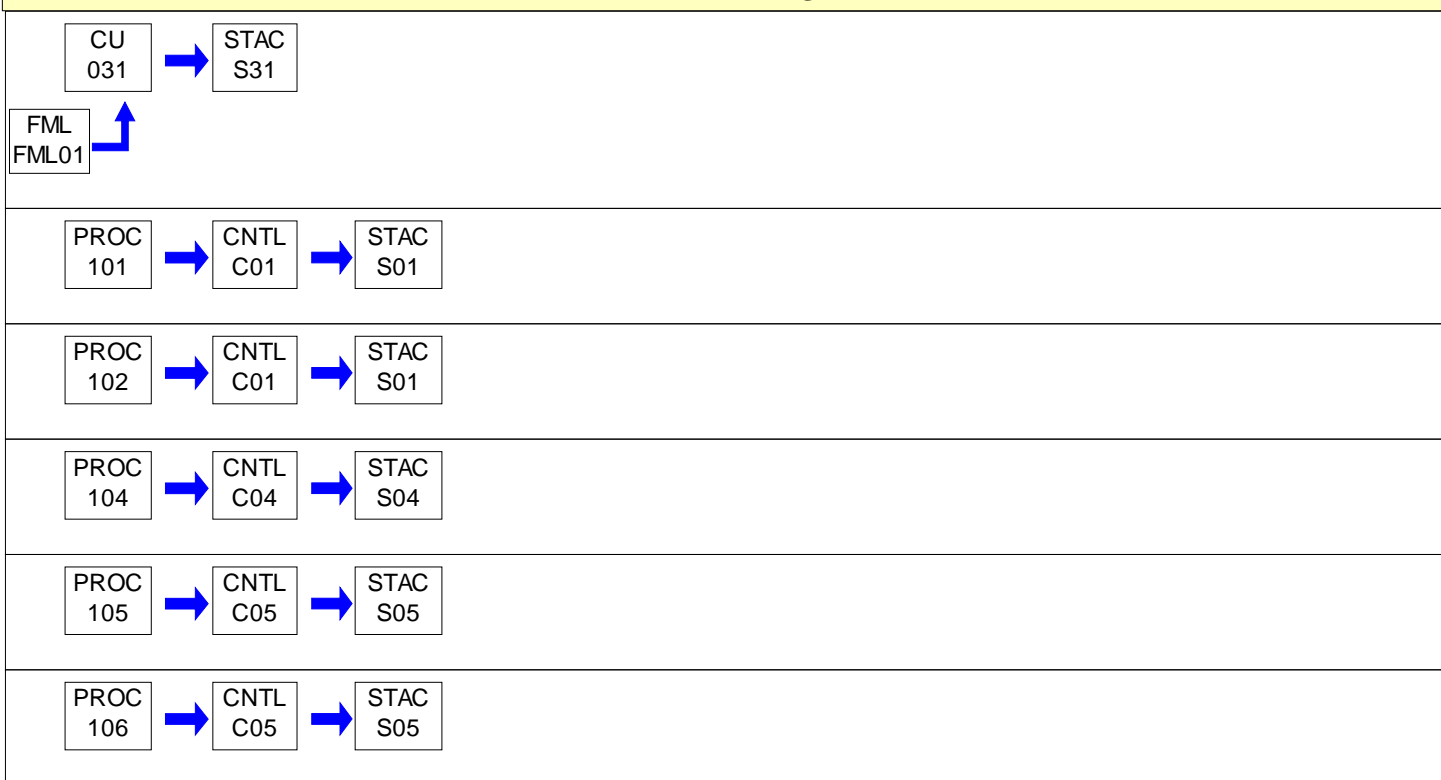 CU
031
STAC
S31
FML
FML01
PROC
101
CNTL
C01
STAC
S01
PROC
102
CNTL
C01
STAC
S01
PROC
104
CNTL
C04
STAC
S04
PROC
105
CNTL
C05
STAC
S05
PROC
106
CNTL
C05
STAC
S05